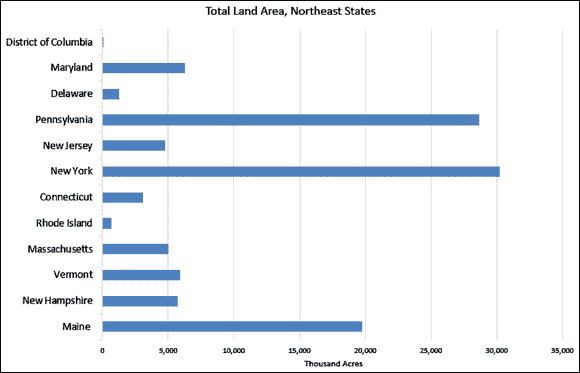 Total Land Area, Northeast States
District of Columbia
Maryland
Delaware
Pennsylvania
New Jersey
New York
Connecticut
Rhode Island
Massachusetts
Vermont
New Hampshire
Maine
0 5,000 10,000 15,000 20,000 25,000 30,000 35,000
Thousand Acres